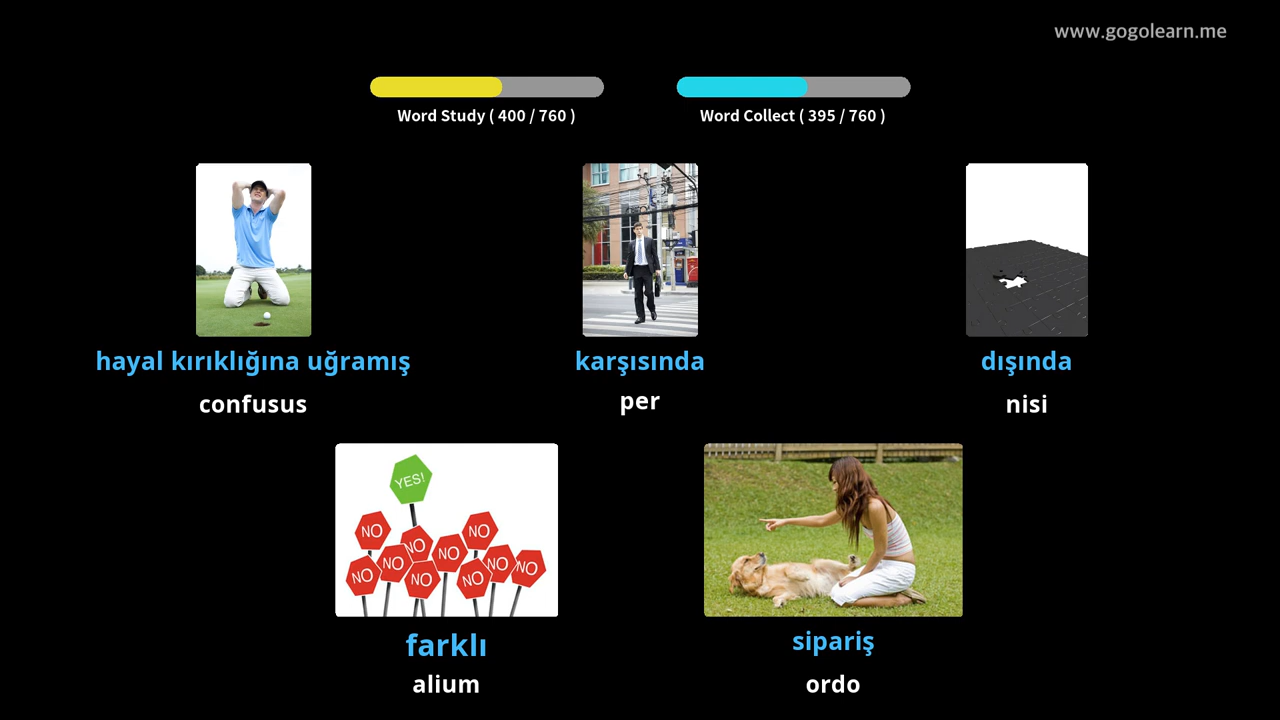 www.gogolearn.me
Word Study ( 400 / 760 )
Word Collect ( 395 / 760 )
hayal kırıklığına uğramış
confusus
karşısında
per
dışında
nisi
YES!
NO
NO
NO
NO
NO
NO
NO
NO
NO
NO
farklı
alium
sipariş
ordo